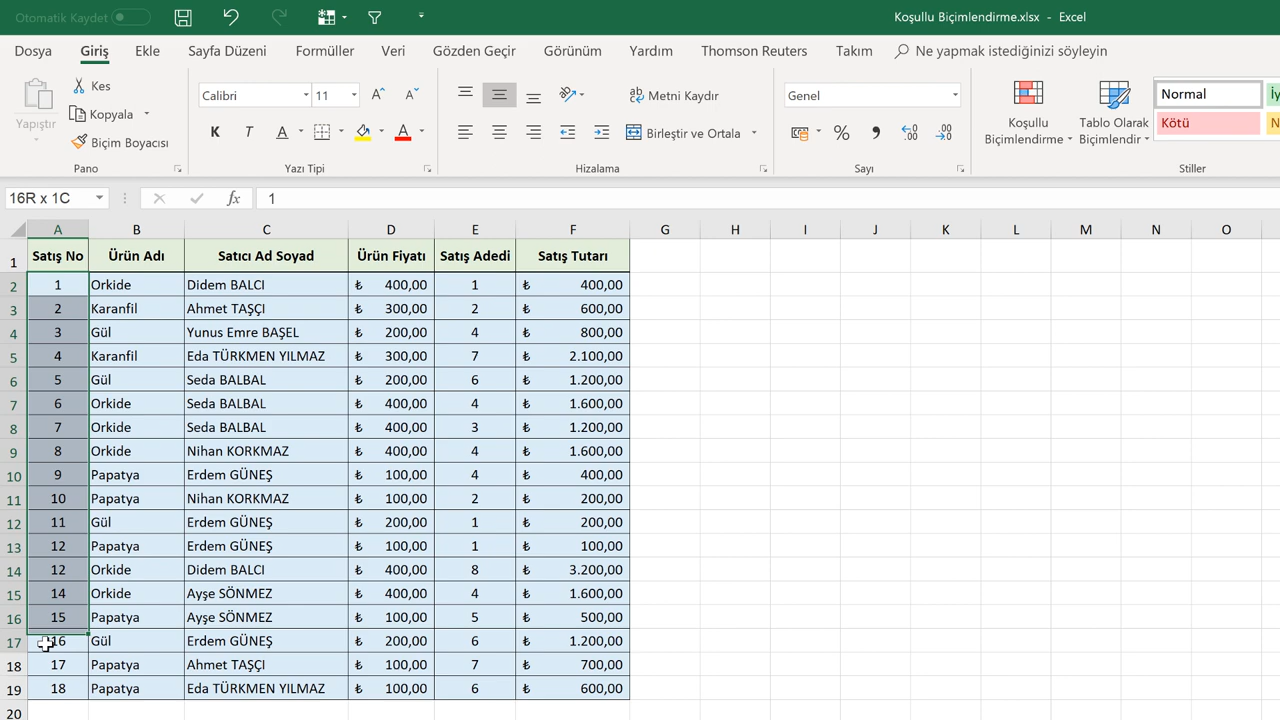 Otomatik Kaydet
Koşullu Biçimlendirme.xlsx - Excel
Dosya Giriş Ekle Sayfa Düzeni Formüller Veri Gözden Geçir Görünüm Yardım Thomson Reuters Takım Ne yapmak istediğinizi söyleyin
Yapıştır
Kes
Kopyala
Biçim Boyacısı
Pano
Calibri 11
K T A A
Yazı Tipi
Metni Kaydır
Birleştir ve Ortala
Hizalama
Genel
Sayı
Koşullu Biçimlendirme
Tablo Olarak Biçimlendir
Normal İy
Kötü N
Stiller
16R x 1C fx 1
A B C D E F G H I J K L M N O
1 Satış No Ürün Adı Satıcı Ad Soyad Ürün Fiyatı Satış Adedi Satış Tutarı
2 1 Orkide Didem BALCI ₺ 400,00 1 ₺ 400,00
3 2 Karanfil Ahmet TAŞÇI ₺ 300,00 2 ₺ 600,00
4 3 Gül Yunus Emre BAŞEL ₺ 200,00 4 ₺ 800,00
5 4 Karanfil Eda TÜRKMEN YILMAZ ₺ 300,00 7 ₺ 2.100,00
6 5 Gül Seda BALBAL ₺ 200,00 6 ₺ 1.200,00
7 6 Orkide Seda BALBAL ₺ 400,00 4 ₺ 1.600,00
8 7 Orkide Seda BALBAL ₺ 400,00 3 ₺ 1.200,00
9 8 Orkide Nihan KORKMAZ ₺ 400,00 4 ₺ 1.600,00
10 9 Papatya Erdem GÜNEŞ ₺ 100,00 4 ₺ 400,00
11 10 Papatya Nihan KORKMAZ ₺ 100,00 2 ₺ 200,00
12 11 Gül Erdem GÜNEŞ ₺ 200,00 1 ₺ 200,00
13 12 Papatya Erdem GÜNEŞ ₺ 100,00 1 ₺ 100,00
14 12 Orkide Didem BALCI ₺ 400,00 8 ₺ 3.200,00
15 14 Orkide Ayşe SÖNMEZ ₺ 400,00 4 ₺ 1.600,00
16 15 Papatya Ayşe SÖNMEZ ₺ 100,00 5 ₺ 500,00
17 16 Gül Erdem GÜNEŞ ₺ 200,00 6 ₺ 1.200,00
18 17 Papatya Ahmet TAŞÇI ₺ 100,00 7 ₺ 700,00
19 18 Papatya Eda TÜRKMEN YILMAZ ₺ 100,00 6 ₺ 600,00
20